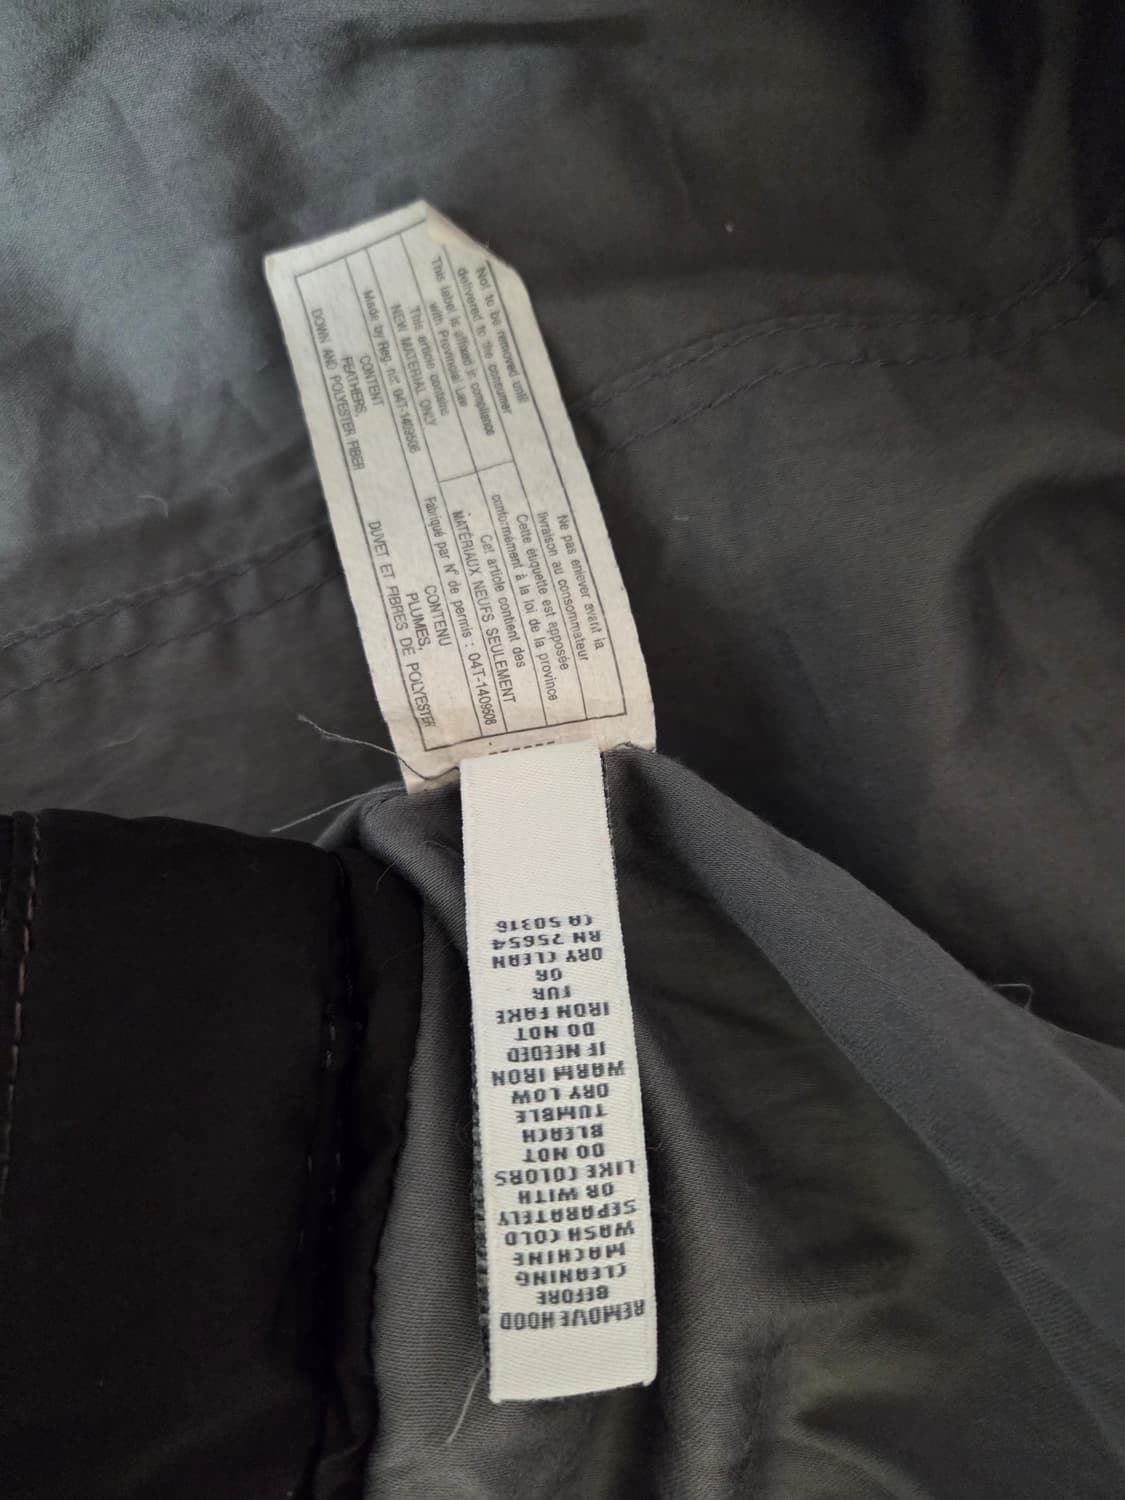 Not to be removed until
delivered to the consumer
This label is affixed in compliance
with Provincial Law
This article contains
NEW MATERIAL ONLY
Made by Reg. no: 04T-1409508
CONTENT
FEATHERS,
DOWN AND POLYESTER FIBER
Ne pas enlever avant la
livraison au consommateur
Cette étiquette est apposée
conformément à la loi de la province
Cet article contient des
MATÉRIAUX NEUFS SEULEMENT
Fabriqué par N° de permis : 04T-1409508
CONTENU
PLUMES,
DUVET ET FIBRES DE POLYESTER
REMOVE HOOD
BEFORE
CLEANING
MACHINE
WASH COLD
SEPARATELY
OR WITH
LIKE COLORS
DO NOT
BLEACH
TUMBLE
DRY LOW
WARM IRON
IF NEEDED
DO NOT
IRON FAKE
FUR
OR
DRY CLEAN
RN 75654
CA 50316